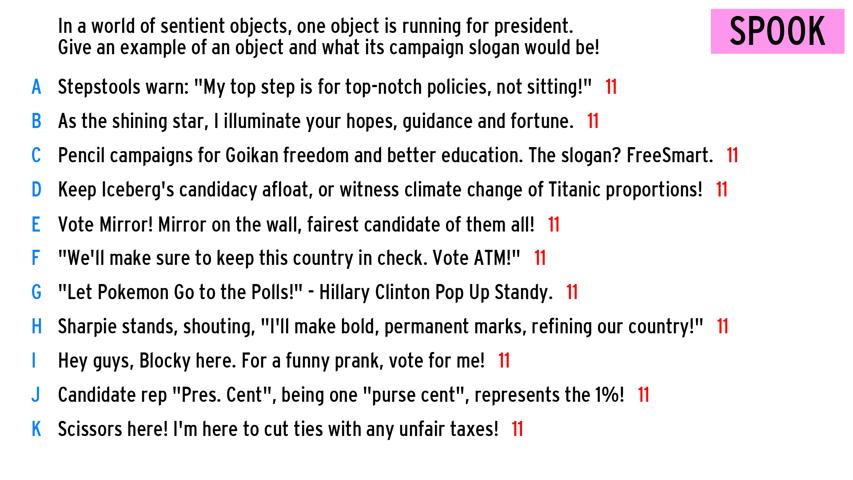 In a world of sentient objects, one object is running for president.
Give an example of an object and what its campaign slogan would be!
SPOOK
A Stepstools warn: "My top step is for top-notch policies, not sitting!" 11
B As the shining star, I illuminate your hopes, guidance and fortune. 11
C Pencil campaigns for Goikan freedom and better education. The slogan? FreeSmart. 11
D Keep Iceberg's candidacy afloat, or witness climate change of Titanic proportions! 11
E Vote Mirror! Mirror on the wall, fairest candidate of them all! 11
F "We'll make sure to keep this country in check. Vote ATM!" 11
G "Let Pokemon Go to the Polls!" - Hillary Clinton Pop Up Standy. 11
H Sharpie stands, shouting, "I'll make bold, permanent marks, refining our country!" 11
I Hey guys, Blocky here. For a funny prank, vote for me! 11
J Candidate rep "Pres. Cent", being one "purse cent", represents the 1%! 11
K Scissors here! I'm here to cut ties with any unfair taxes! 11